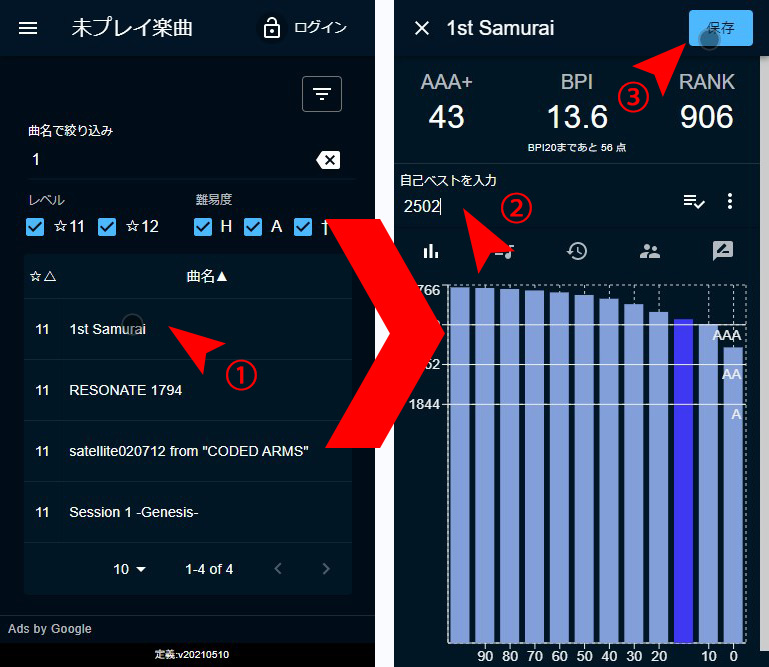 未プレイ楽曲
ログイン
曲名で絞り込み
1
レベル
難易度
☆11
☆12
H
A
†
☆△
曲名▲
11 1st Samurai
①
11 RESONATE 1794
11 satellite020712 from "CODED ARMS"
11 Session 1 -Genesis-
10
1-4 of 4
Ads by Google
定義:v20210510
1st Samurai
保存
③
AAA+
BPI
RANK
43
13.6
906
BPI20まであと 56 点
自己ベストを入力
2502
②
AAA
AA
1844
A
90 80 70 60 50 40 30 20 10 0